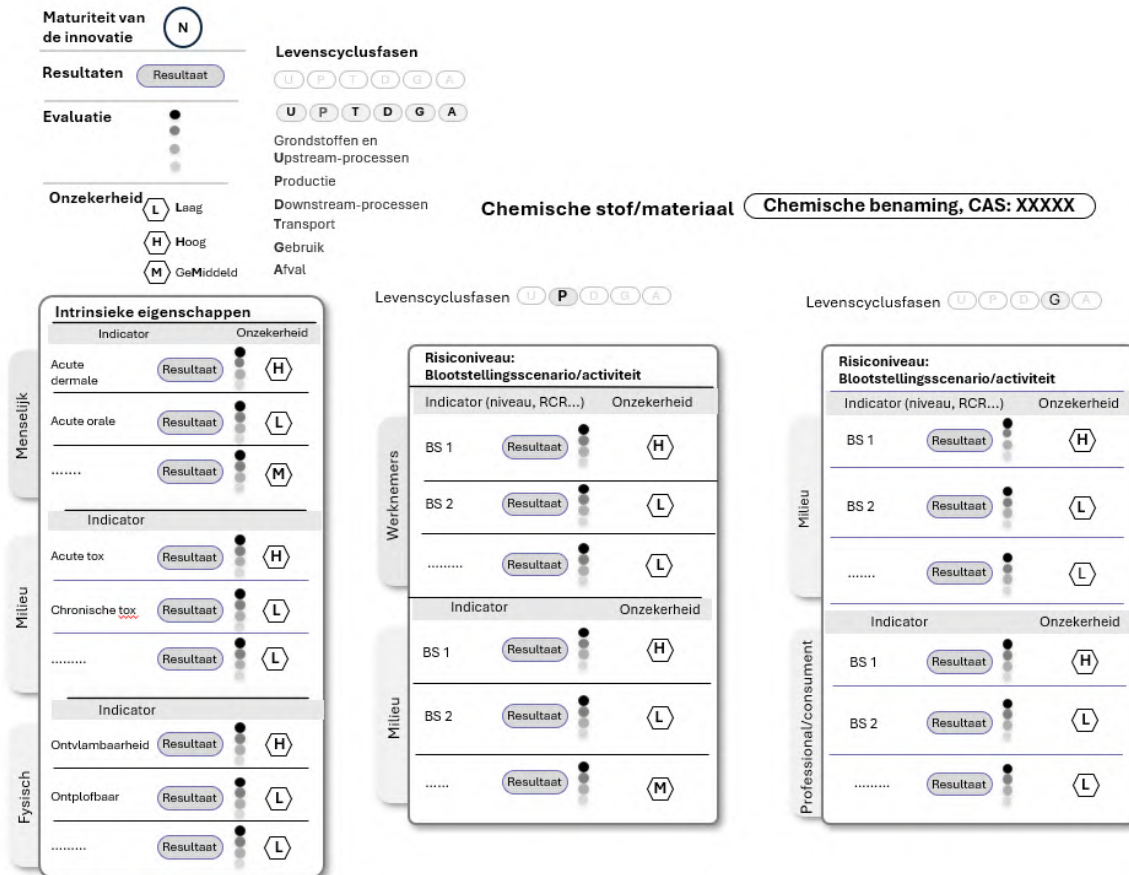 Maturiteit van
de innovatie
N
Resultaten
Resultaat
Evaluatie
Onzekerheid
L Laag
H Hoog
M GeMiddeld
Levenscyclusfasen
U P T D G A
U P T D G A
Grondstoffen en
Upstream-processen
Productie
Downstream-processen
Transport
Gebruik
Afval
Chemische stof/materiaal
Chemische benaming, CAS: XXXXX
Intrinsieke eigenschappen
Indicator Onzekerheid
Menselijk
Acute
dermale
Resultaat H
Acute orale Resultaat L
....... Resultaat M
Indicator
Milieu
Acute tox Resultaat H
Chronische tox Resultaat L
......... Resultaat L
Indicator
Fysisch
Ontvlambaarheid Resultaat H
Ontplofbaar Resultaat L
......... Resultaat L
Levenscyclusfasen U P D G A
Risiconiveau:
Blootstellingsscenario/activiteit
Indicator (niveau, RCR...) Onzekerheid
Werknemers
BS 1 Resultaat H
BS 2 Resultaat L
......... Resultaat L
Indicator Onzekerheid
Milieu
BS 1 Resultaat H
BS 2 Resultaat L
...... Resultaat M
Levenscyclusfasen U P D G A
Risiconiveau:
Blootstellingsscenario/activiteit
Indicator (niveau, RCR...) Onzekerheid
Milieu
BS 1 Resultaat H
BS 2 Resultaat L
....... Resultaat L
Indicator Onzekerheid
Professional/consument
BS 1 Resultaat H
BS 2 Resultaat L
......... Resultaat L